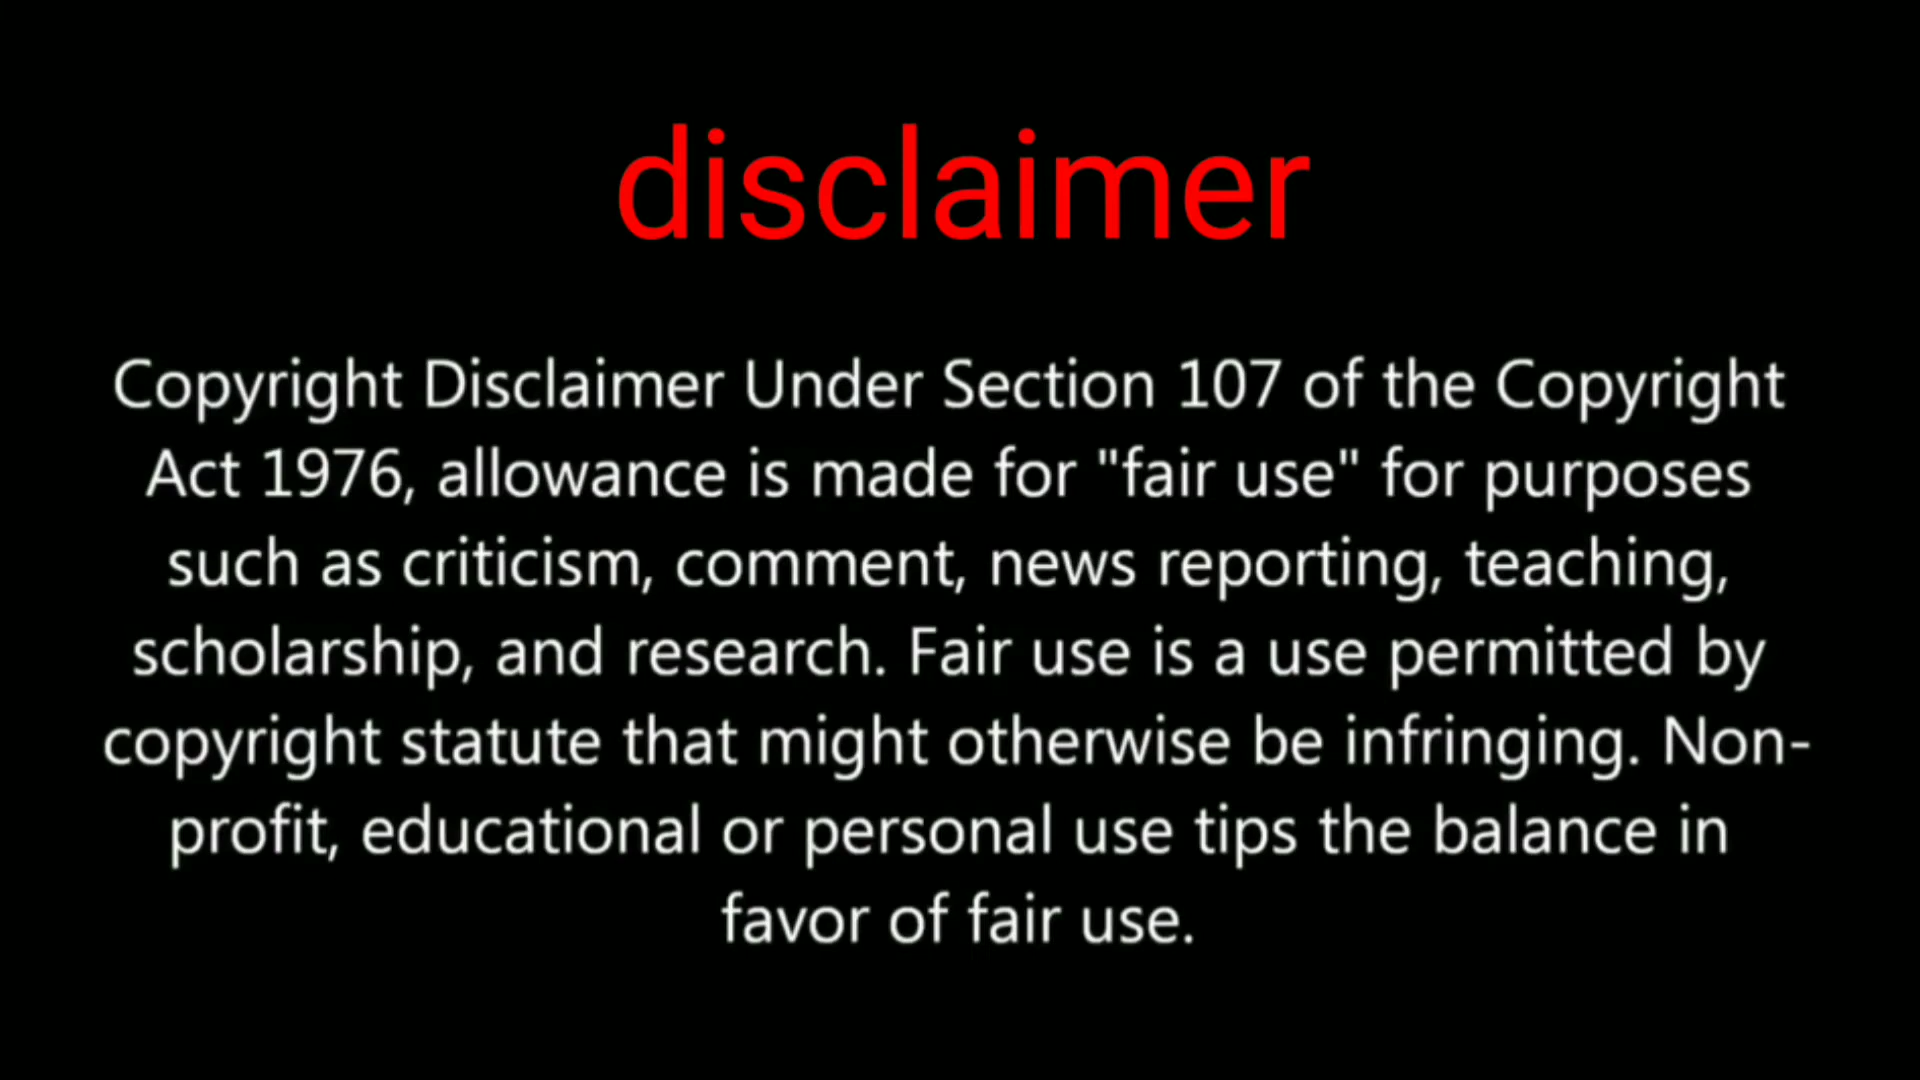 disclaimer
Copyright Disclaimer Under Section 107 of the Copyright
Act 1976, allowance is made for "fair use" for purposes
such as criticism, comment, news reporting, teaching,
scholarship, and research. Fair use is a use permitted by
copyright statute that might otherwise be infringing. Non-
profit, educational or personal use tips the balance in
favor of fair use.